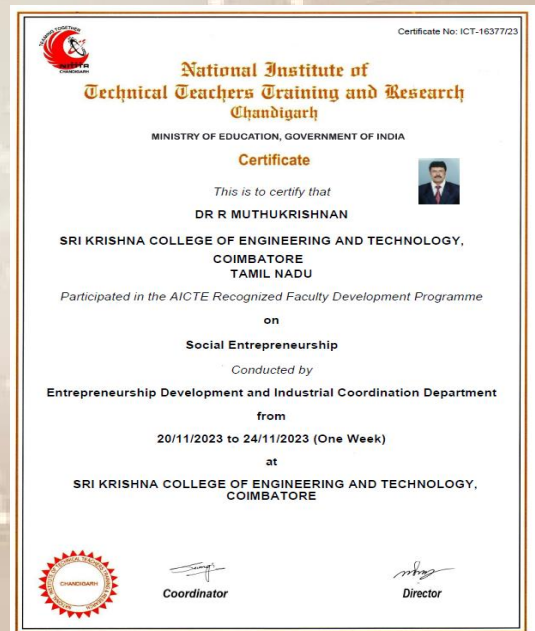 Certificate No: ICT-16377/23
TRAINING TOGETHER
NITTTR
CHANDIGARH
National Institute of
Technical Teachers Training and Research
Chandigarh
MINISTRY OF EDUCATION, GOVERNMENT OF INDIA
Certificate
This is to certify that
DR R MUTHUKRISHNAN
SRI KRISHNA COLLEGE OF ENGINEERING AND TECHNOLOGY,
COIMBATORE
TAMIL NADU
Participated in the AICTE Recognized Faculty Development Programme
on
Social Entrepreneurship
Conducted by
Entrepreneurship Development and Industrial Coordination Department
from
20/11/2023 to 24/11/2023 (One Week)
at
SRI KRISHNA COLLEGE OF ENGINEERING AND TECHNOLOGY,
COIMBATORE
CHANDIGARH
Coordinator
Director